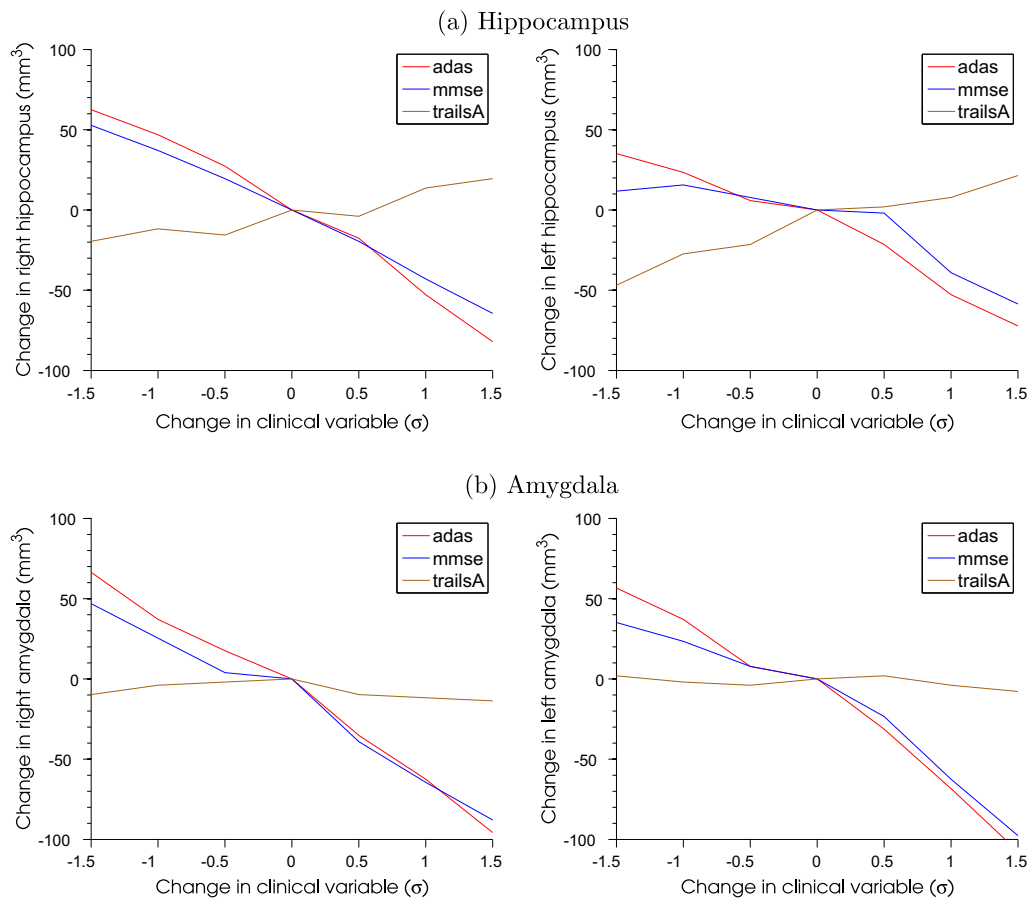 (a) Hippocampus
Change in right hippocampus (mm³)
100
50
0
-50
-100
-1.5 -1 -0.5 0 0.5 1 1.5
Change in clinical variable (σ)
adas
mmse
trailsA
Change in left hippocampus (mm³)
100
50
0
-50
-100
-1.5 -1 -0.5 0 0.5 1 1.5
Change in clinical variable (σ)
adas
mmse
trailsA
(b) Amygdala
Change in right amygdala (mm³)
100
50
0
-50
-100
-1.5 -1 -0.5 0 0.5 1 1.5
Change in clinical variable (σ)
adas
mmse
trailsA
Change in left amygdala (mm³)
100
50
0
-50
-100
-1.5 -1 -0.5 0 0.5 1 1.5
Change in clinical variable (σ)
adas
mmse
trailsA